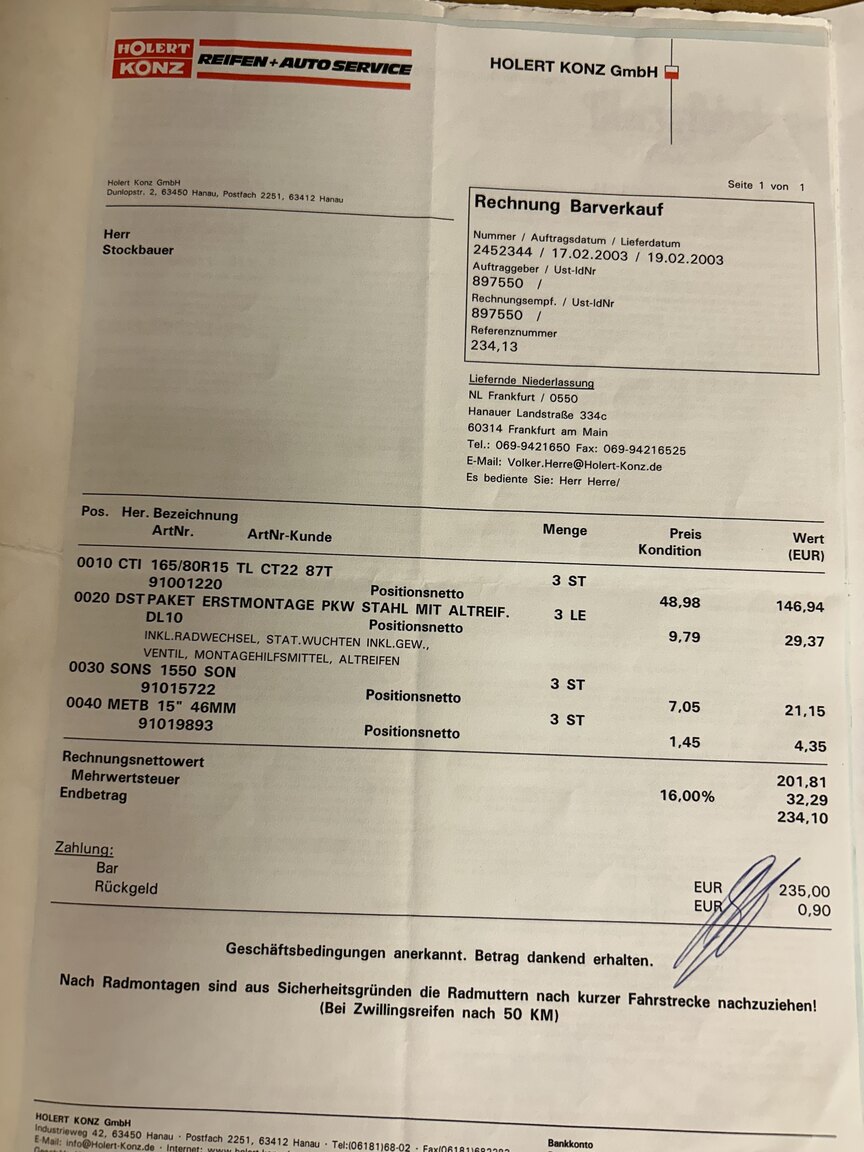 HOLERT
KONZ
REIFEN + AUTO SERVICE
HOLERT KONZ GmbH
Seite 1 von 1
Holert Konz GmbH
Dunlopstr. 2, 63450 Hanau, Postfach 2251, 63412 Hanau
Herr
Stockbauer
Rechnung Barverkauf
Nummer / Auftragsdatum / Lieferdatum
2452344 / 17.02.2003 / 19.02.2003
Auftraggeber / Ust-IdNr
897550 /
Rechnungsempf. / Ust-IdNr
897550 /
Referenznummer
234,13
Liefernde Niederlassung
NL Frankfurt / 0550
Hanauer Landstraße 334c
60314 Frankfurt am Main
Tel.: 069-9421650 Fax: 069-94216525
E-Mail: Volker.Herre@Holert-Konz.de
Es bediente Sie: Herr Herre/
Pos. Her. Bezeichnung Menge Preis Wert
ArtNr. ArtNr-Kunde Kondition (EUR)
0010 CTI 165/80R15 TL CT22 87T 3 ST
91001220 Positionsnetto 48,98 146,94
0020 DST PAKET ERSTMONTAGE PKW STAHL MIT ALTREIF. 3 LE
DL10 Positionsnetto 9,79 29,37
INKL.RADWECHSEL, STAT.WUCHTEN INKL.GEW.,
VENTIL, MONTAGEHILFSMITTEL, ALTREIFEN
0030 SONS 1550 SON 3 ST
91015722 Positionsnetto 7,05 21,15
0040 METB 15" 46MM 3 ST
91019893 Positionsnetto 1,45 4,35
Rechnungsnettowert 201,81
Mehrwertsteuer 16,00% 32,29
Endbetrag 234,10
Zahlung:
Bar EUR 235,00
Rückgeld EUR 0,90
Geschäftsbedingungen anerkannt. Betrag dankend erhalten.
Nach Radmontagen sind aus Sicherheitsgründen die Radmuttern nach kurzer Fahrstrecke nachzuziehen!
(Bei Zwillingsreifen nach 50 KM)
HOLERT KONZ GmbH
Industrieweg 42, 63450 Hanau · Postfach 2251, 63412 Hanau · Tel:(06181)68-02 ·
E-Mail: info@Holert-Konz.de · Internet:
Bankkonto